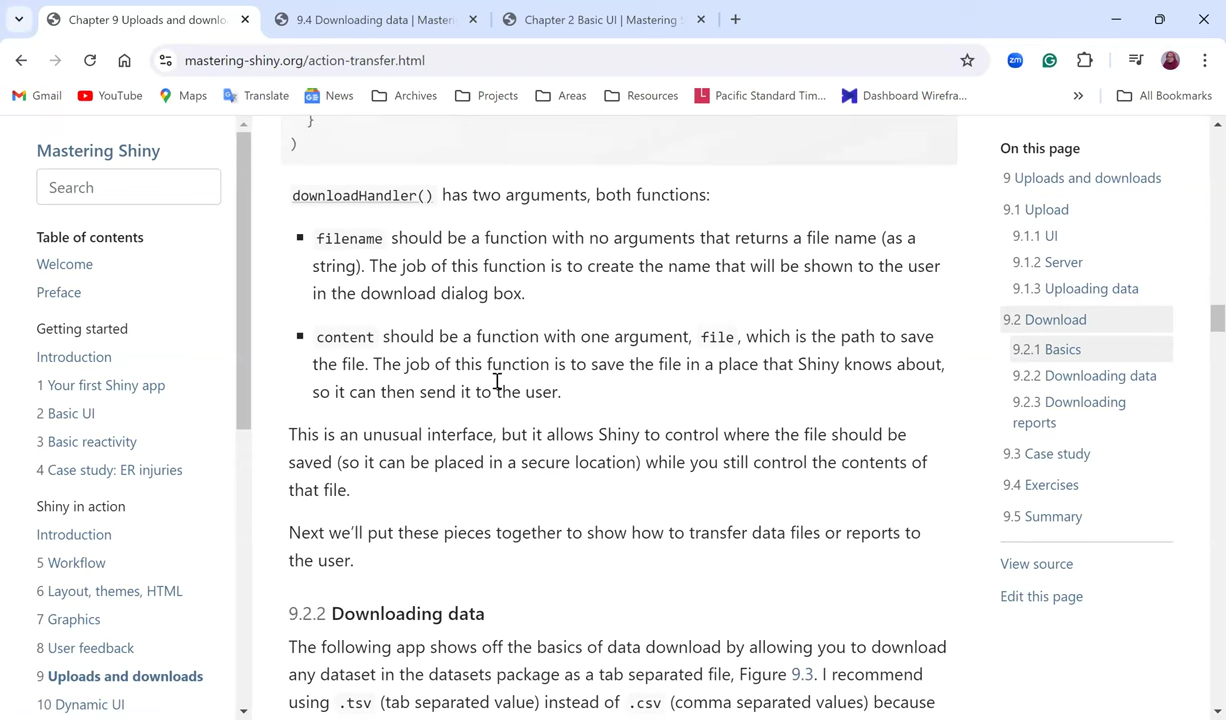 Chapter 9 Uploads and downlo
9.4 Downloading data | Masteri
Chapter 2 Basic UI | Mastering S
mastering-shiny.org/action-transfer.html
zm
Gmail
YouTube
Maps
Translate
News
Archives
Projects
Areas
Resources
Pacific Standard Tim...
Dashboard Wirefra...
»
All Bookmarks
Mastering Shiny
Search
Table of contents
Welcome
Preface
Getting started
Introduction
1 Your first Shiny app
2 Basic UI
3 Basic reactivity
4 Case study: ER injuries
Shiny in action
Introduction
5 Workflow
6 Layout, themes, HTML
7 Graphics
8 User feedback
9 Uploads and downloads
10 Dynamic UI
}
)
downloadHandler() has two arguments, both functions:
filename should be a function with no arguments that returns a file name (as a
string). The job of this function is to create the name that will be shown to the user
in the download dialog box.
content should be a function with one argument, file, which is the path to save
the file. The job of this function is to save the file in a place that Shiny knows about,
so it can then send it to the user.
This is an unusual interface, but it allows Shiny to control where the file should be
saved (so it can be placed in a secure location) while you still control the contents of
that file.
Next we'll put these pieces together to show how to transfer data files or reports to
the user.
9.2.2 Downloading data
The following app shows off the basics of data download by allowing you to download
any dataset in the datasets package as a tab separated file, Figure 9.3. I recommend
using .tsv (tab separated value) instead of .csv (comma separated values) because
On this page
9 Uploads and downloads
9.1 Upload
9.1.1 UI
9.1.2 Server
9.1.3 Uploading data
9.2 Download
9.2.1 Basics
9.2.2 Downloading data
9.2.3 Downloading
reports
9.3 Case study
9.4 Exercises
9.5 Summary
View source
Edit this page